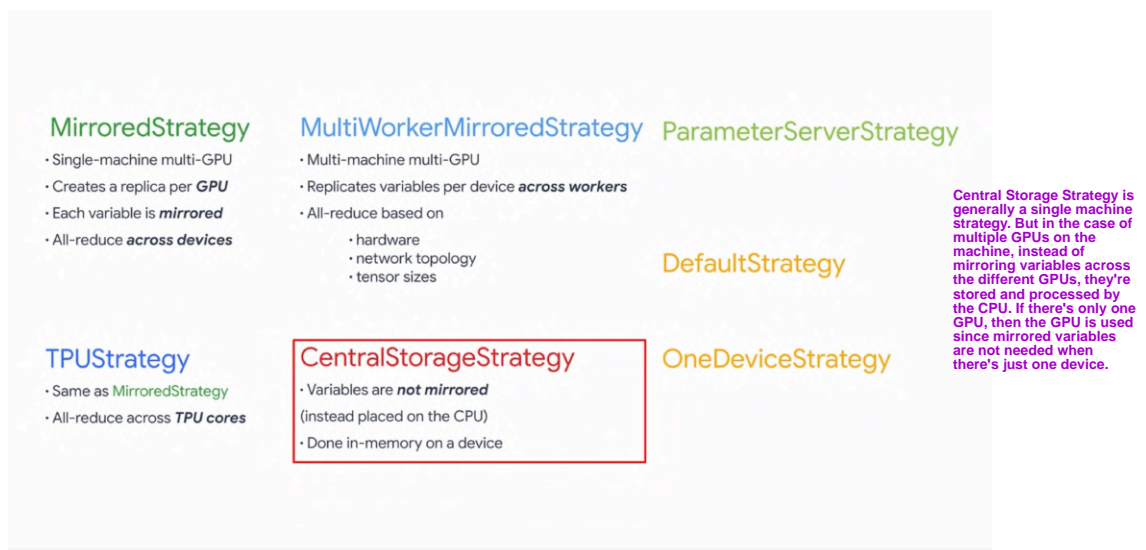 MirroredStrategy
· Single-machine multi-GPU
· Creates a replica per GPU
· Each variable is mirrored
· All-reduce across devices
MultiWorkerMirroredStrategy
· Multi-machine multi-GPU
· Replicates variables per device across workers
· All-reduce based on
· hardware
· network topology
· tensor sizes
ParameterServerStrategy
DefaultStrategy
TPUStrategy
· Same as MirroredStrategy
· All-reduce across TPU cores
CentralStorageStrategy
· Variables are not mirrored
(instead placed on the CPU)
· Done in-memory on a device
OneDeviceStrategy
Central Storage Strategy is
generally a single machine
strategy. But in the case of
multiple GPUs on the
machine, instead of
mirroring variables across
the different GPUs, they're
stored and processed by
the CPU. If there's only one
GPU, then the GPU is used
since mirrored variables
are not needed when
there's just one device.